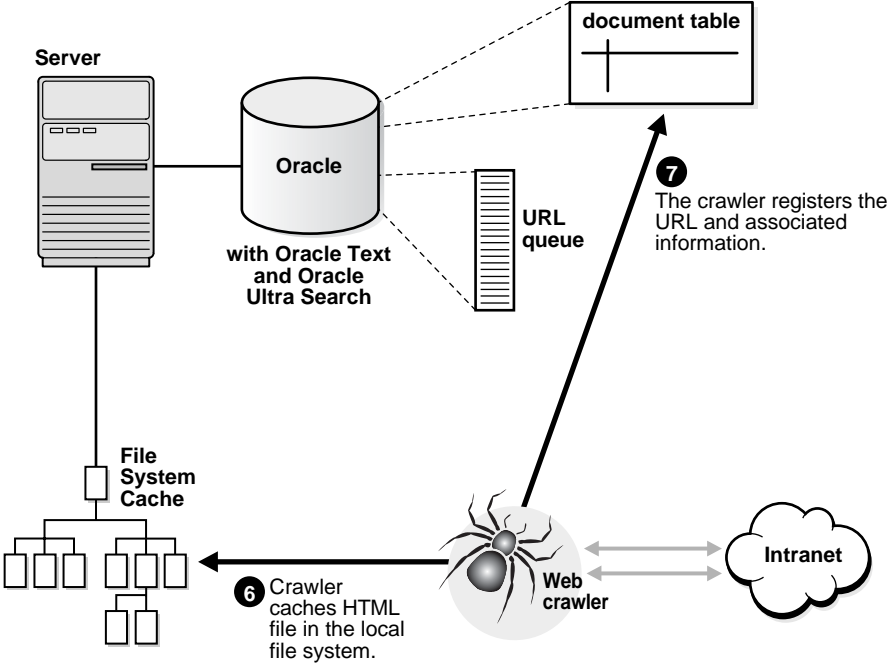 document table
Server
Oracle
with Oracle Text
and Oracle
Ultra Search
URL
queue
7
The crawler registers the
URL and associated
information.
File
System
Cache
6 Crawler
caches HTML
file in the local
file system.
Web
crawler
Intranet